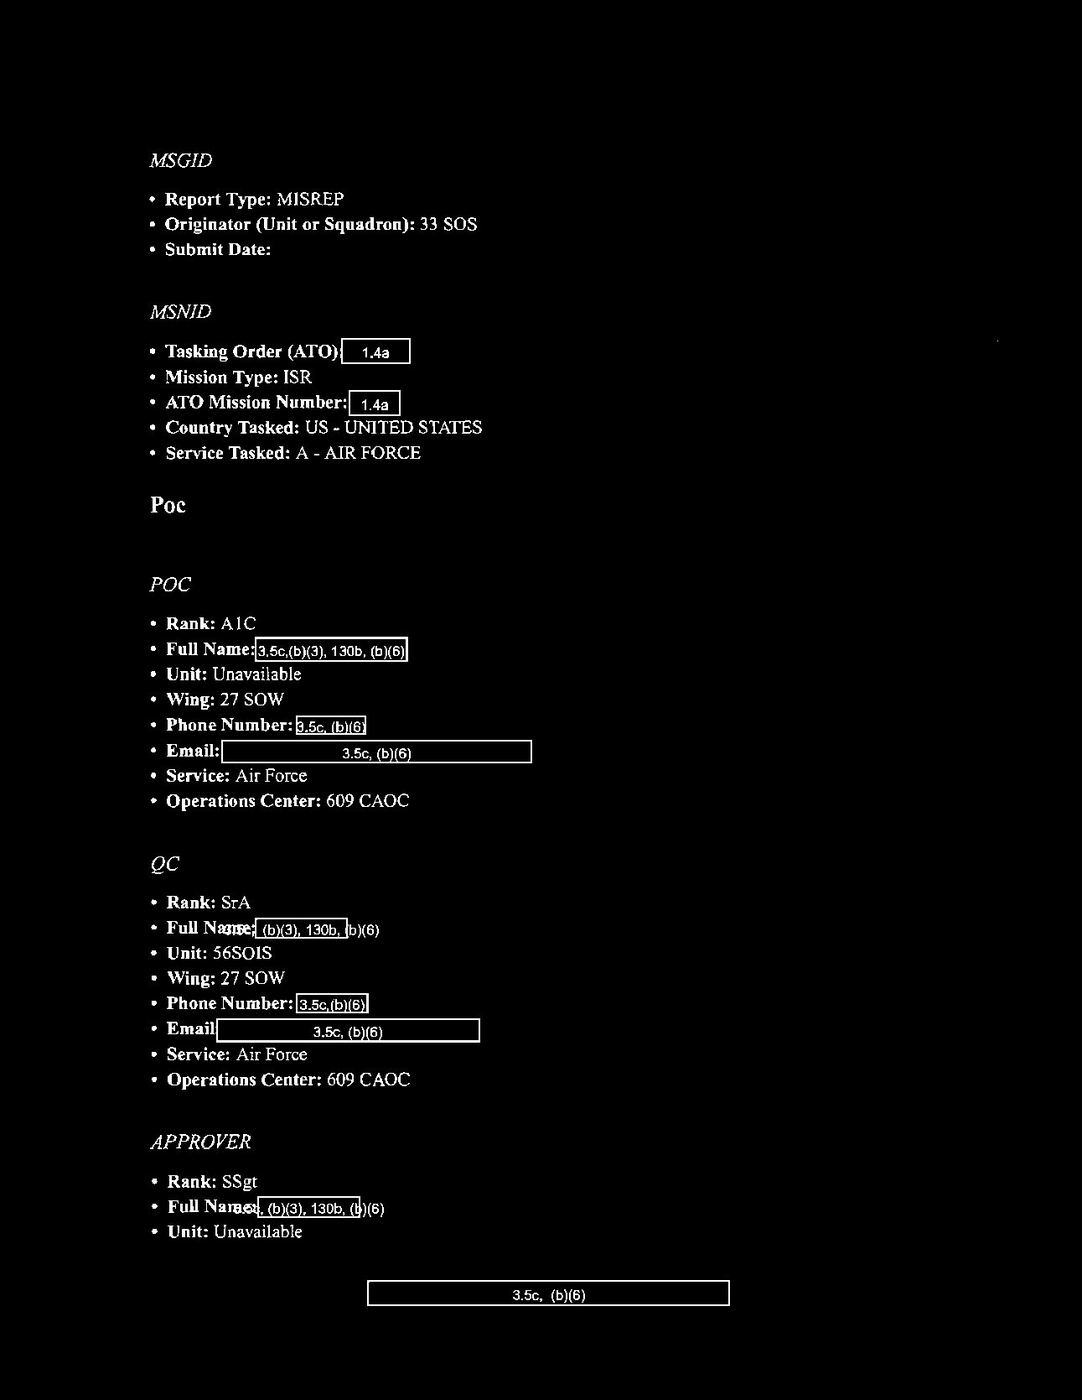 MSGID
• Report Type: MISREP
• Originator (Unit or Squadron): 33 SOS
• Submit Date:
MSNID
• Tasking Order (ATO): 1.4a
• Mission Type: ISR
• ATO Mission Number: 1.4a
• Country Tasked: US - UNITED STATES
• Service Tasked: A - AIR FORCE
Poc
POC
• Rank: A1C
• Full Name: 3.5c,(b)(3), 130b, (b)(6)
• Unit: Unavailable
• Wing: 27 SOW
• Phone Number: 3.5c, (b)(6)
• Email: 3.5c, (b)(6)
• Service: Air Force
• Operations Center: 609 CAOC
QC
• Rank: SrA
• Full Name: (b)(3), 130b, (b)(6)
• Unit: 56SOIS
• Wing: 27 SOW
• Phone Number: 3.5c,(b)(6)
• Email 3.5c, (b)(6)
• Service: Air Force
• Operations Center: 609 CAOC
APPROVER
• Rank: SSgt
• Full Name: (b)(3), 130b, (b)(6)
• Unit: Unavailable
3.5c, (b)(6)